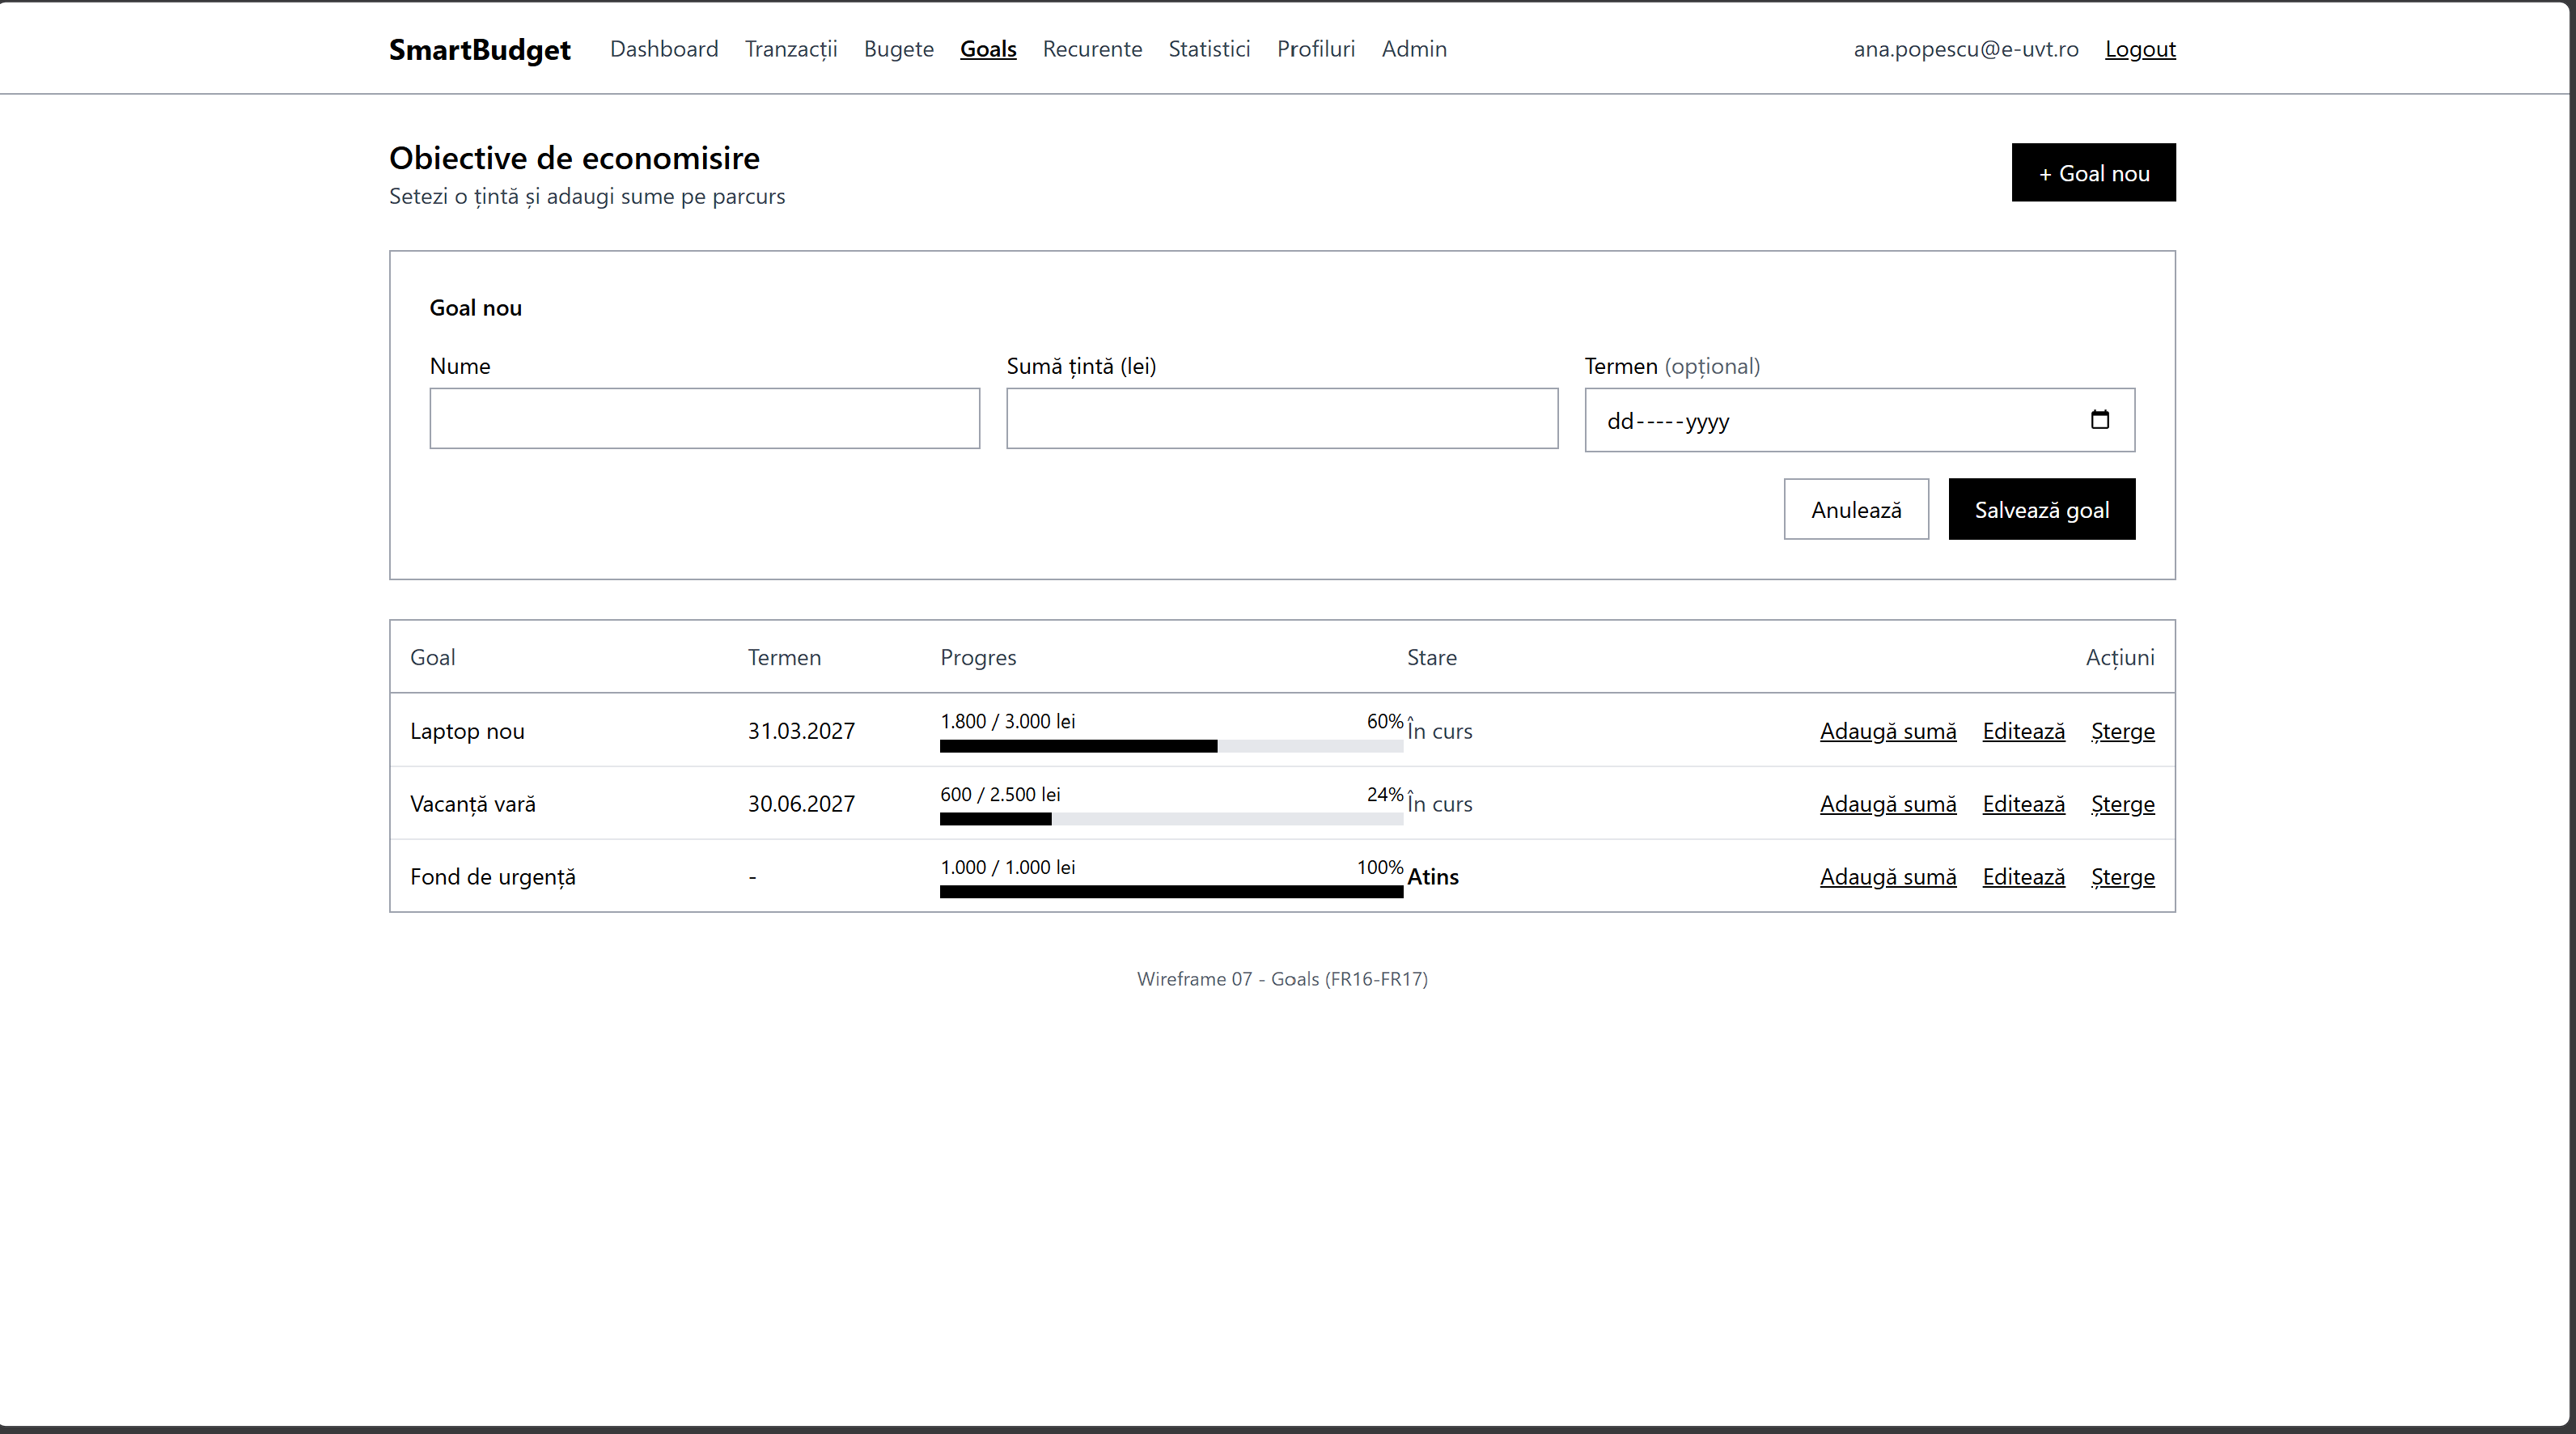 SmartBudget Dashboard Tranzacții Bugete Goals Recurente Statistici Profiluri Admin ana.popescu@e-uvt.ro Logout
Obiective de economisire
Setezi o țintă și adaugi sume pe parcurs
+ Goal nou
Goal nou
Nume Sumă țintă (lei) Termen (opțional)
dd-----yyyy
Anulează Salvează goal
Goal Termen Progres Stare Acțiuni
Laptop nou 31.03.2027 1.800 / 3.000 lei 60% În curs Adaugă sumă Editează Șterge
Vacanță vară 30.06.2027 600 / 2.500 lei 24% În curs Adaugă sumă Editează Șterge
Fond de urgență - 1.000 / 1.000 lei 100% Atins Adaugă sumă Editează Șterge
Wireframe 07 - Goals (FR16-FR17)